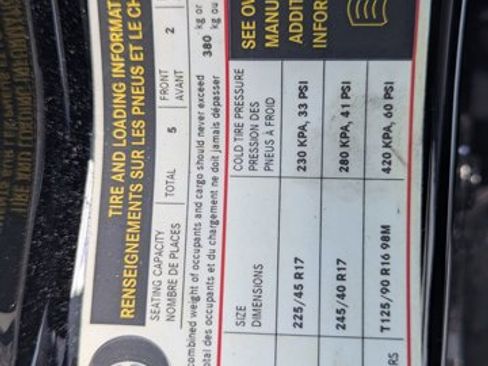 TIRE AND LOADING INFORMAT
RENSEIGNEMENTS SUR LES PNEUS ET LE CH
SEATING CAPACITY
NOMBRE DE PLACES
TOTAL 5
FRONT
AVANT
2
combined weight of occupants and cargo should never exceed
otal des occupants et du chargement ne doit jamais dépasser
380 kg or
kg ou
SIZE
DIMENSIONS
COLD TIRE PRESSURE
PRESSION DES
PNEUS À FROID
225/45 R17 230 KPA, 33 PSI
245/40 R17 280 KPA, 41 PSI
T125/90 R16 98M 420 KPA, 60 PSI
RS
SEE OW
MANU
ADDIT
INFOR